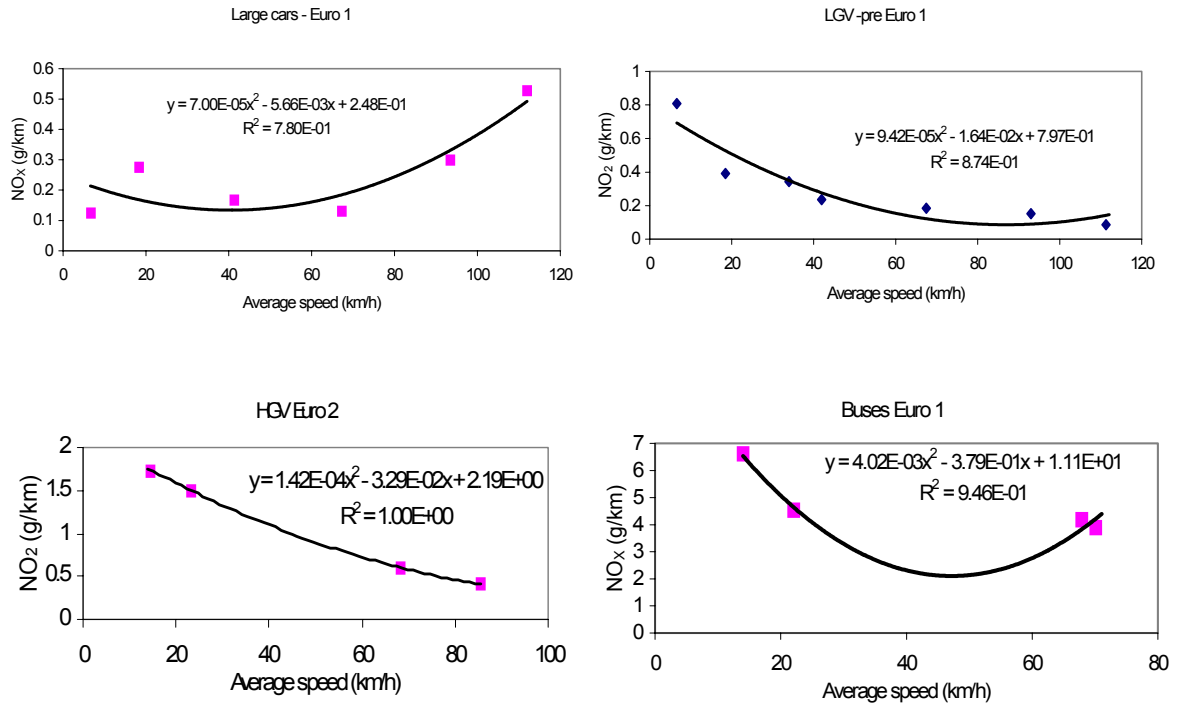 Large cars - Euro 1
NOX (g/km)
0.6
0.5
0.4
0.3
0.2
0.1
0
y = 7.00E-05x² - 5.66E-03x + 2.48E-01
R² = 7.80E-01
0 20 40 60 80 100 120
Average speed (km/h)
LGV -pre Euro 1
NO2 (g/km)
1
0.8
0.6
0.4
0.2
0
y = 9.42E-05x² - 1.64E-02x + 7.97E-01
R² = 8.74E-01
0 20 40 60 80 100 120
Average speed (km/h)
HGV Euro 2
NO2 (g/km)
2
1.5
1
0.5
0
y = 1.42E-04x² - 3.29E-02x + 2.19E+00
R² = 1.00E+00
0 20 40 60 80 100
Average speed (km/h)
Buses Euro 1
NOX (g/km)
7
6
5
4
3
2
1
0
y = 4.02E-03x² - 3.79E-01x + 1.11E+01
R² = 9.46E-01
0 20 40 60 80
Average speed (km/h)